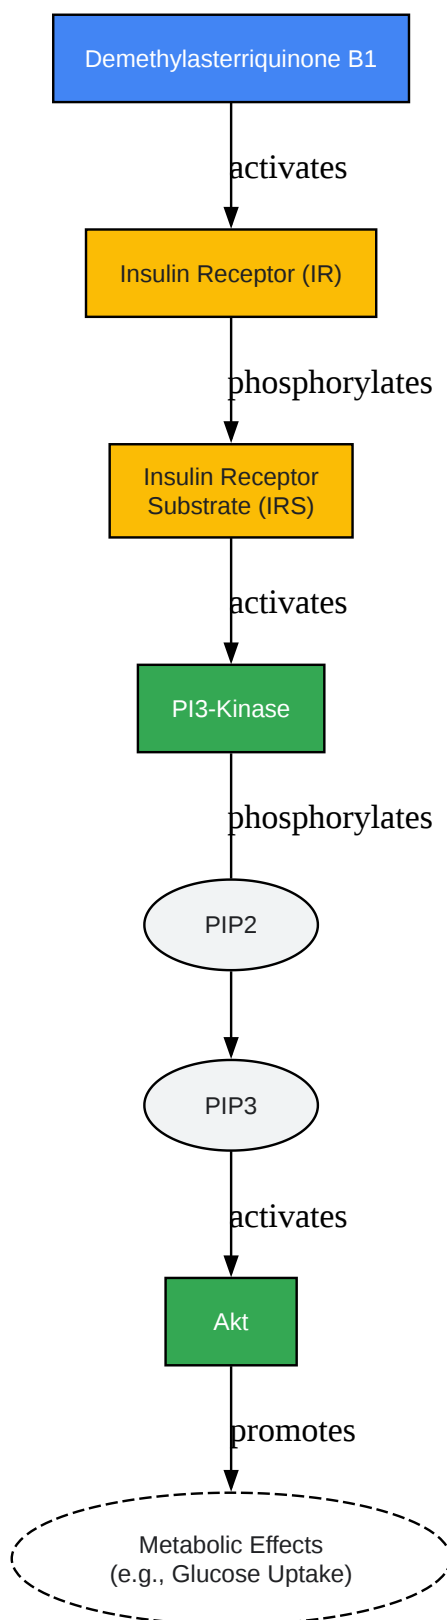 Demethylasterriquinone B1
activates
Insulin Receptor (IR)
phosphorylates
Insulin Receptor
Substrate (IRS)
activates
PI3-Kinase
phosphorylates
PIP2
PIP3
activates
Akt
promotes
Metabolic Effects
(e.g., Glucose Uptake)